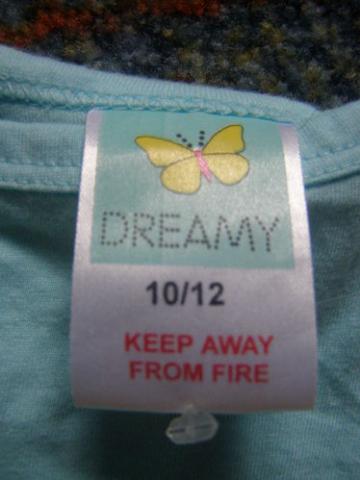 DREAMY
10/12
KEEP AWAY
FROM FIRE